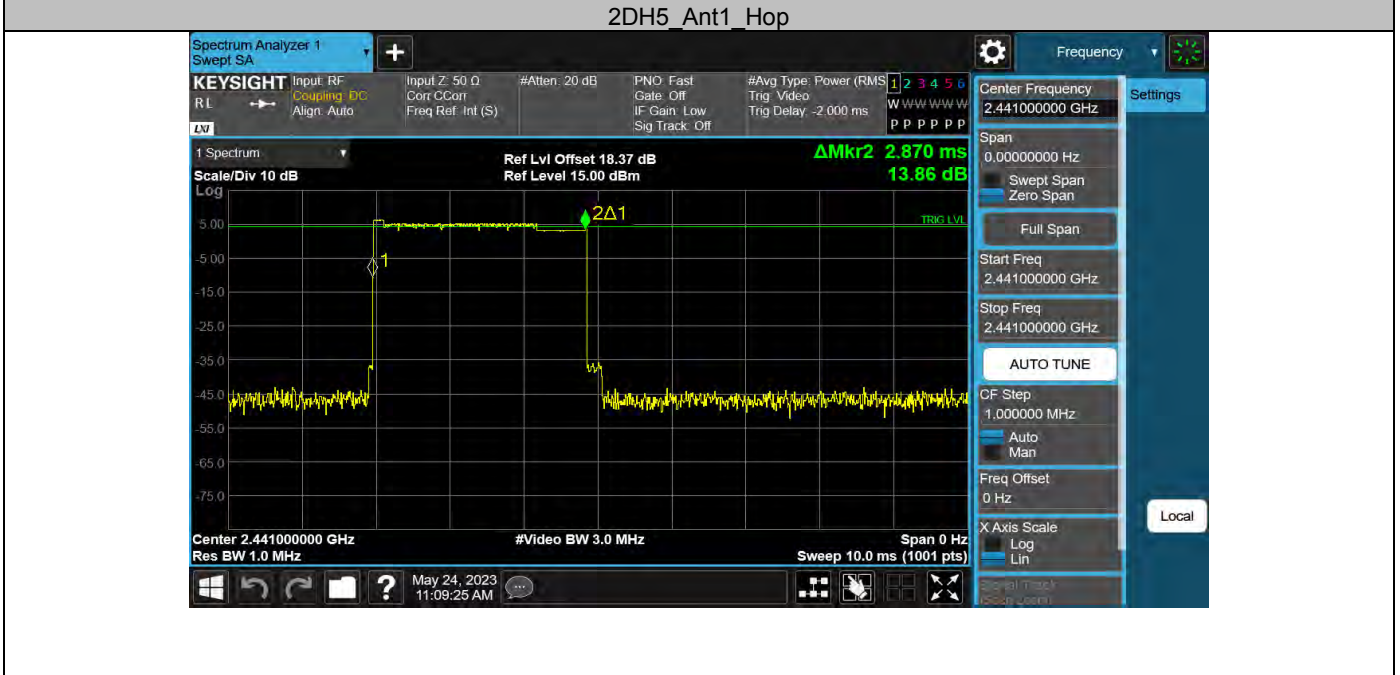 2DH5_Ant1_Hop
Spectrum Analyzer 1
Swept SA
Frequency
KEYSIGHT
RL
LXI
Input: RF
Coupling: DC
Align: Auto
Input Z: 50 Ω
Corr CCorr
Freq Ref: Int (S)
#Atten: 20 dB
PNO: Fast
Gate: Off
IF Gain: Low
Sig Track: Off
#Avg Type: Power (RMS
Trig: Video
Trig Delay: -2.000 ms
1 2 3 4 5 6
W W W W W W
P P P P P P
Center Frequency
2.441000000 GHz
Settings
Span
0.00000000 Hz
Swept Span
Zero Span
Full Span
Start Freq
2.441000000 GHz
Stop Freq
2.441000000 GHz
AUTO TUNE
CF Step
1.000000 MHz
Auto
Man
Freq Offset
0 Hz
X Axis Scale
Log
Lin
Signal Track
(Span Zoom)
Local
1 Spectrum
Scale/Div 10 dB
Log
Ref Lvl Offset 18.37 dB
Ref Level 15.00 dBm
ΔMkr2 2.870 ms
13.86 dB
2Δ1
TRIG LVL
1
5.00
-5.00
-15.0
-25.0
-35.0
-45.0
-55.0
-65.0
-75.0
Center 2.441000000 GHz
Res BW 1.0 MHz
#Video BW 3.0 MHz
Span 0 Hz
Sweep 10.0 ms (1001 pts)
May 24, 2023
11:09:25 AM